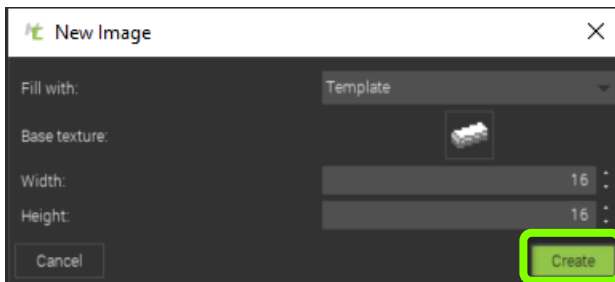 New Image
Fill with: Template
Base texture:
Width: 16
Height: 16
Cancel Create